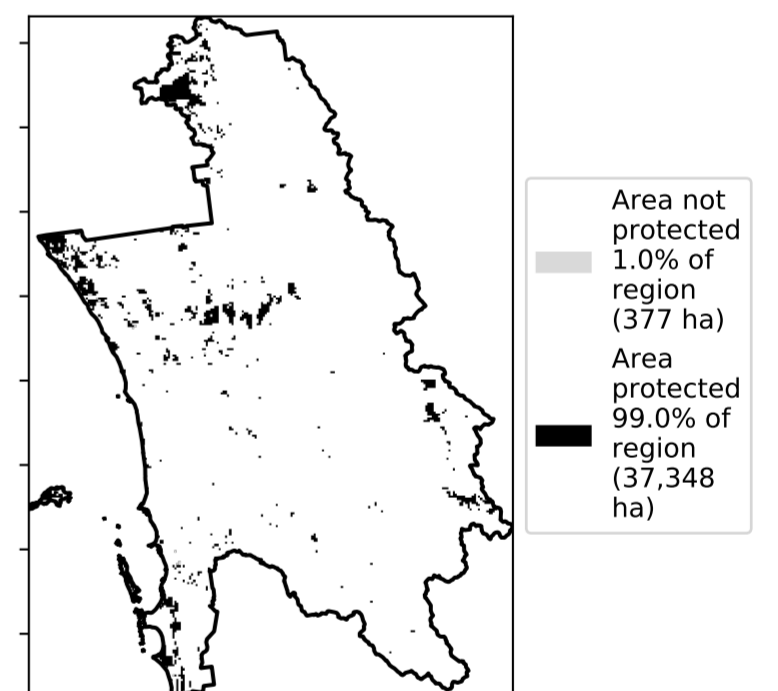 Area not
protected
1.0% of
region
(377 ha)
Area
protected
99.0% of
region
(37,348
ha)